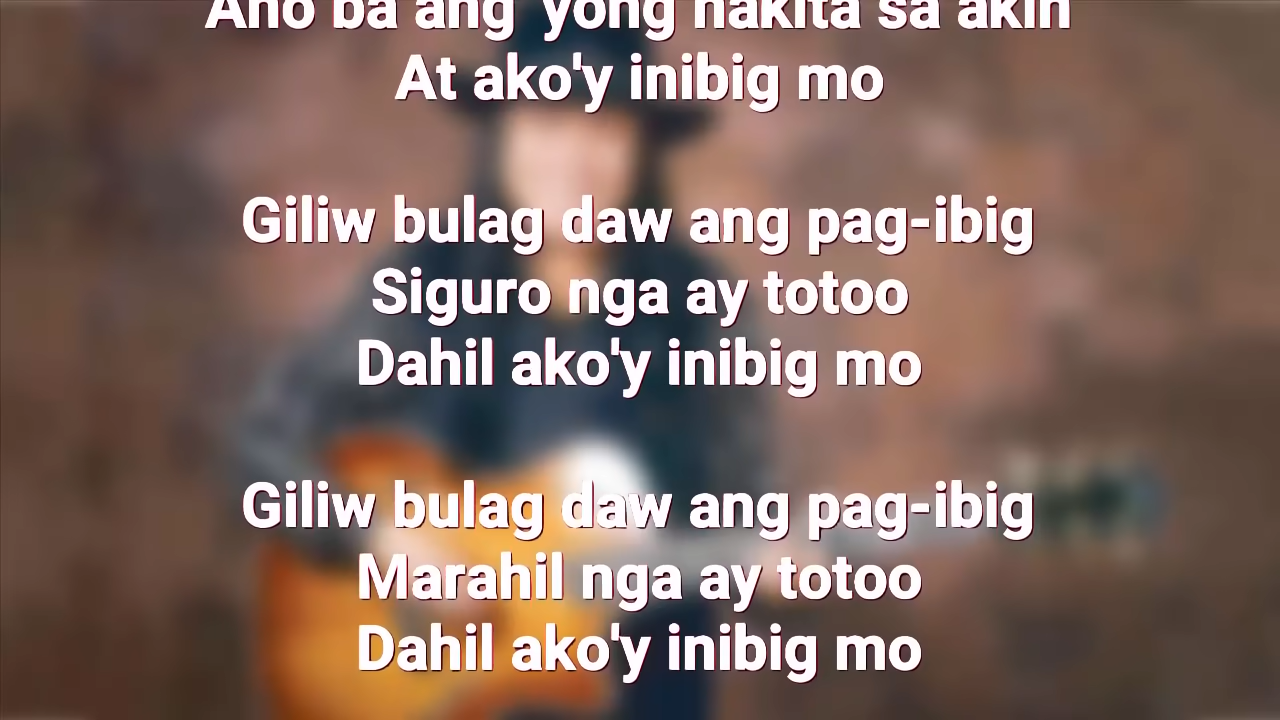 Ano ba ang 'yong nakita sa akin
At ako'y inibig mo
Giliw bulag daw ang pag-ibig
Siguro nga ay totoo
Dahil ako'y inibig mo
Giliw bulag daw ang pag-ibig
Marahil nga ay totoo
Dahil ako'y inibig mo